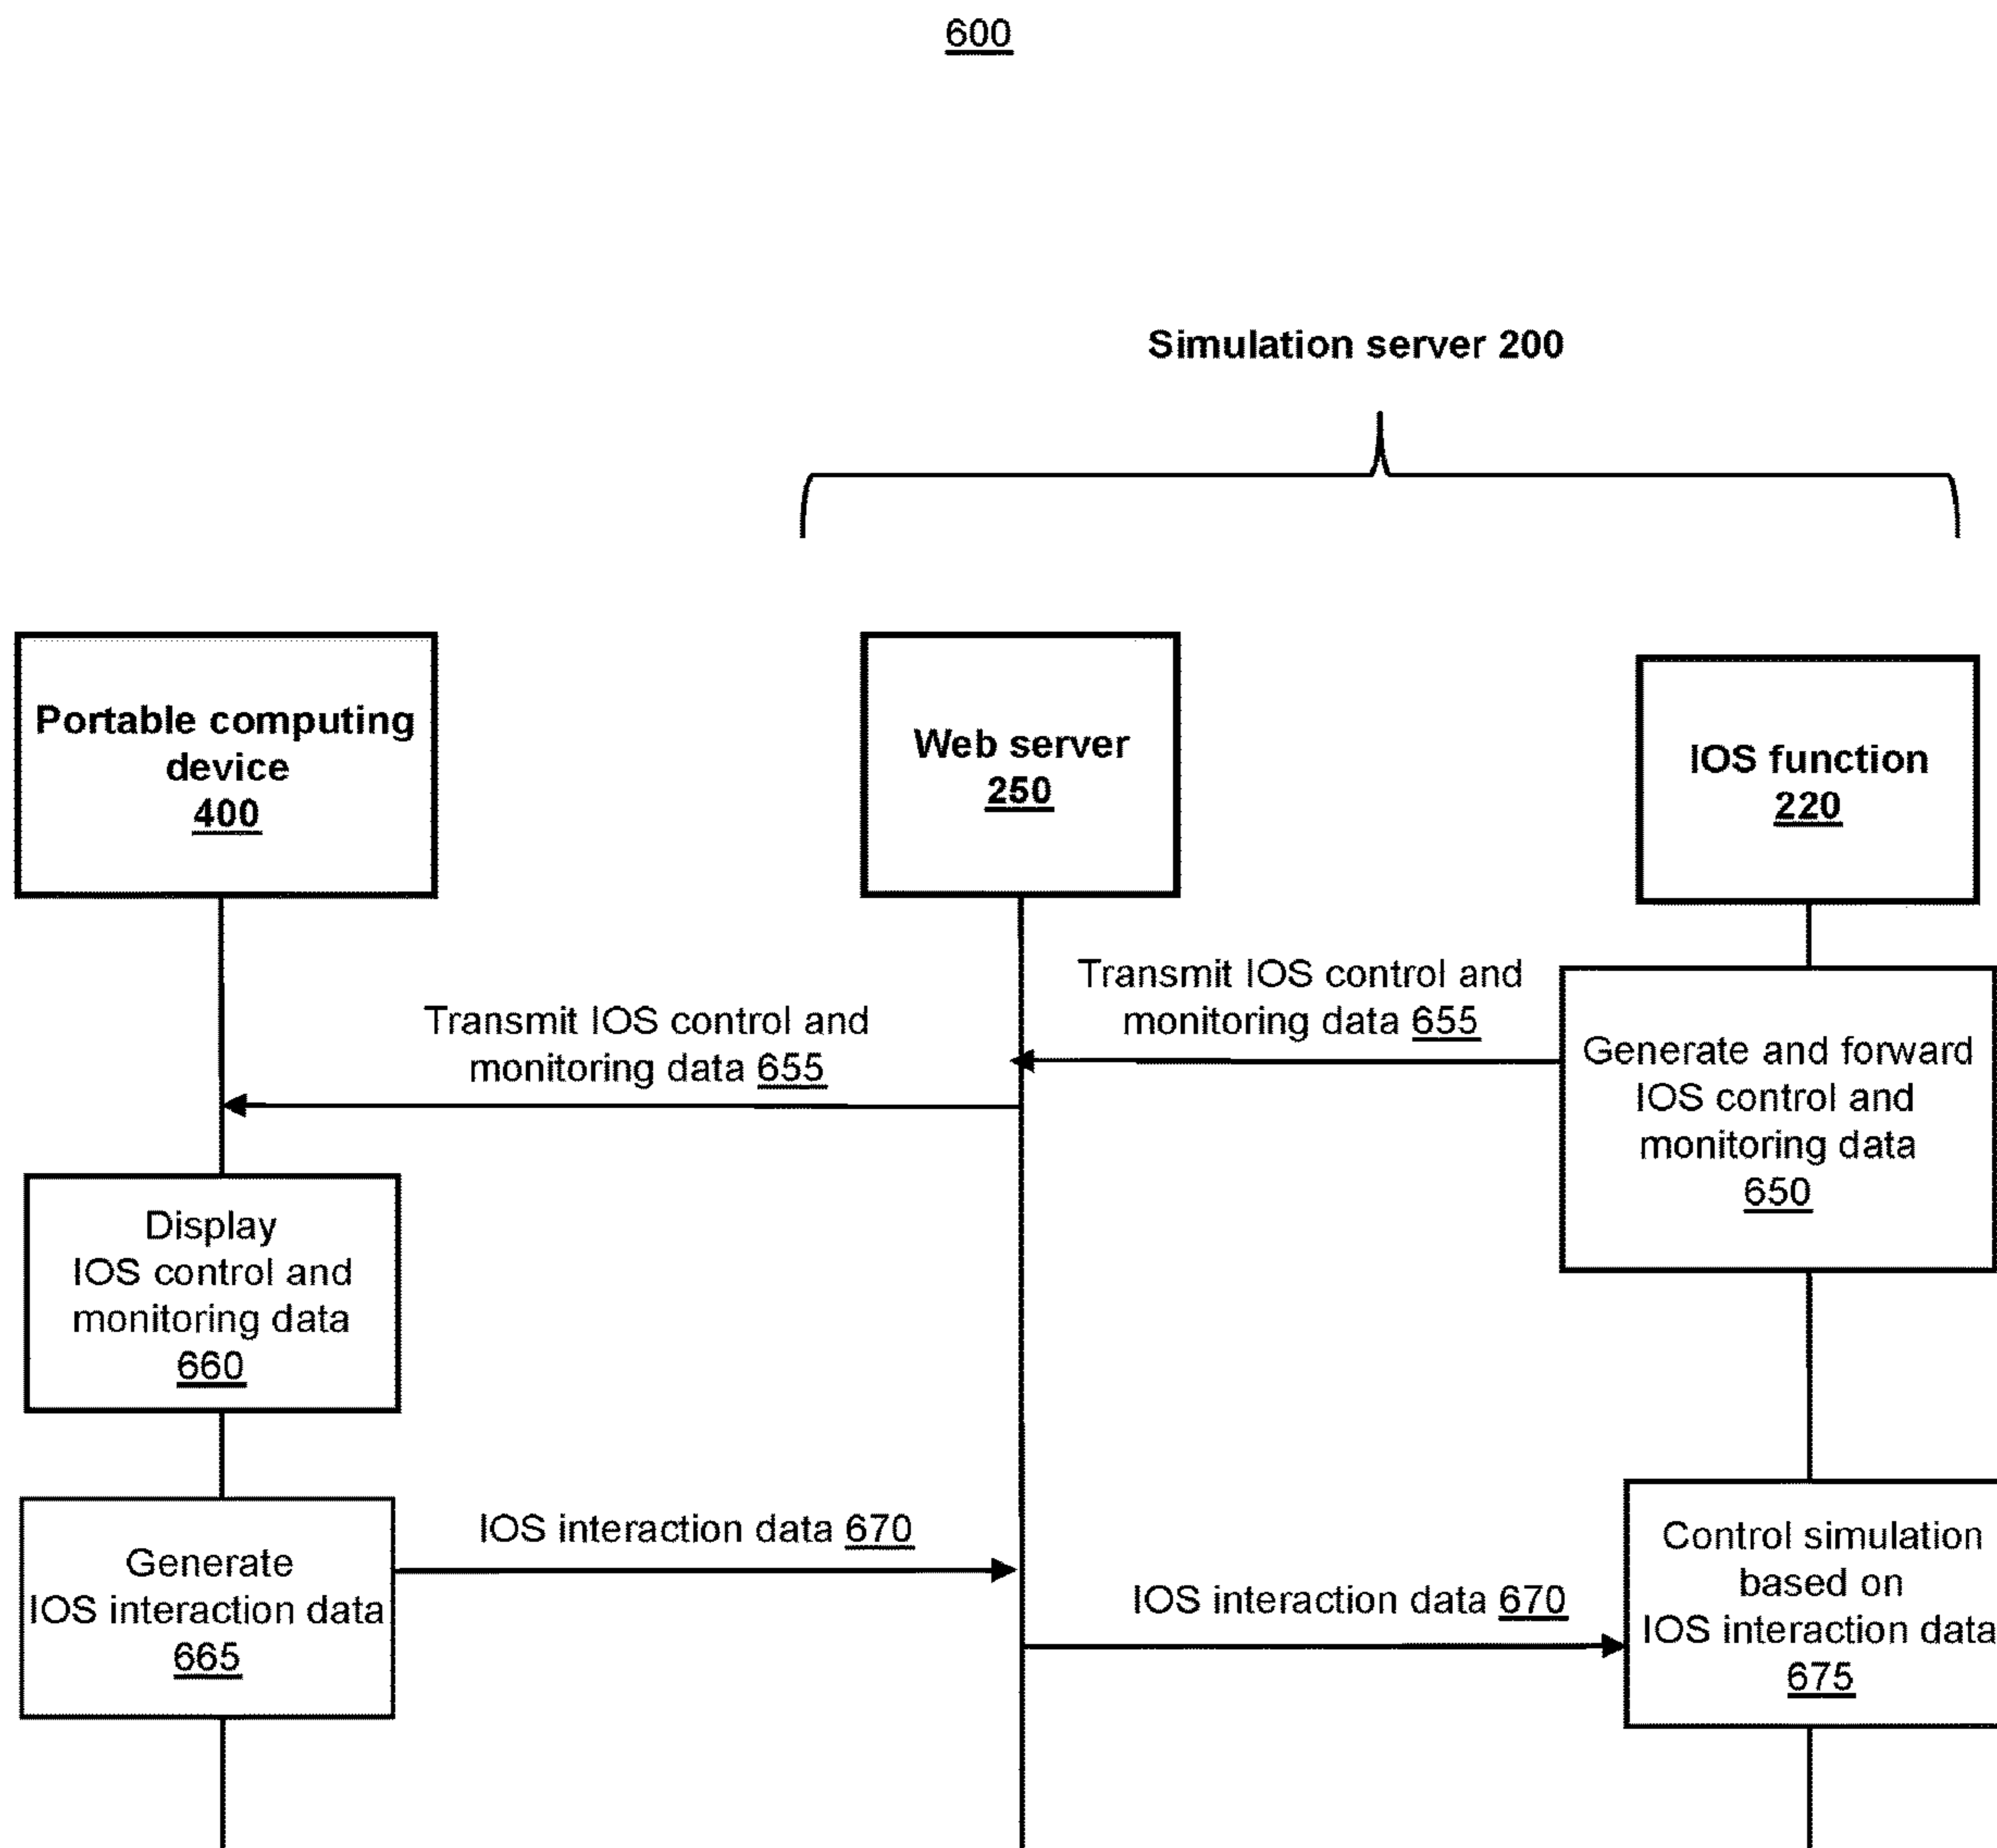 600
Simulation server 200
Portable computing
device
400
Web server
250
IOS function
220
Transmit IOS control and
monitoring data 655
Transmit IOS control and
monitoring data 655
Generate and forward
IOS control and
monitoring data
650
Display
IOS control and
monitoring data
660
Generate
IOS interaction data
665
IOS interaction data 670
IOS interaction data 670
Control simulation
based on
IOS interaction data
675